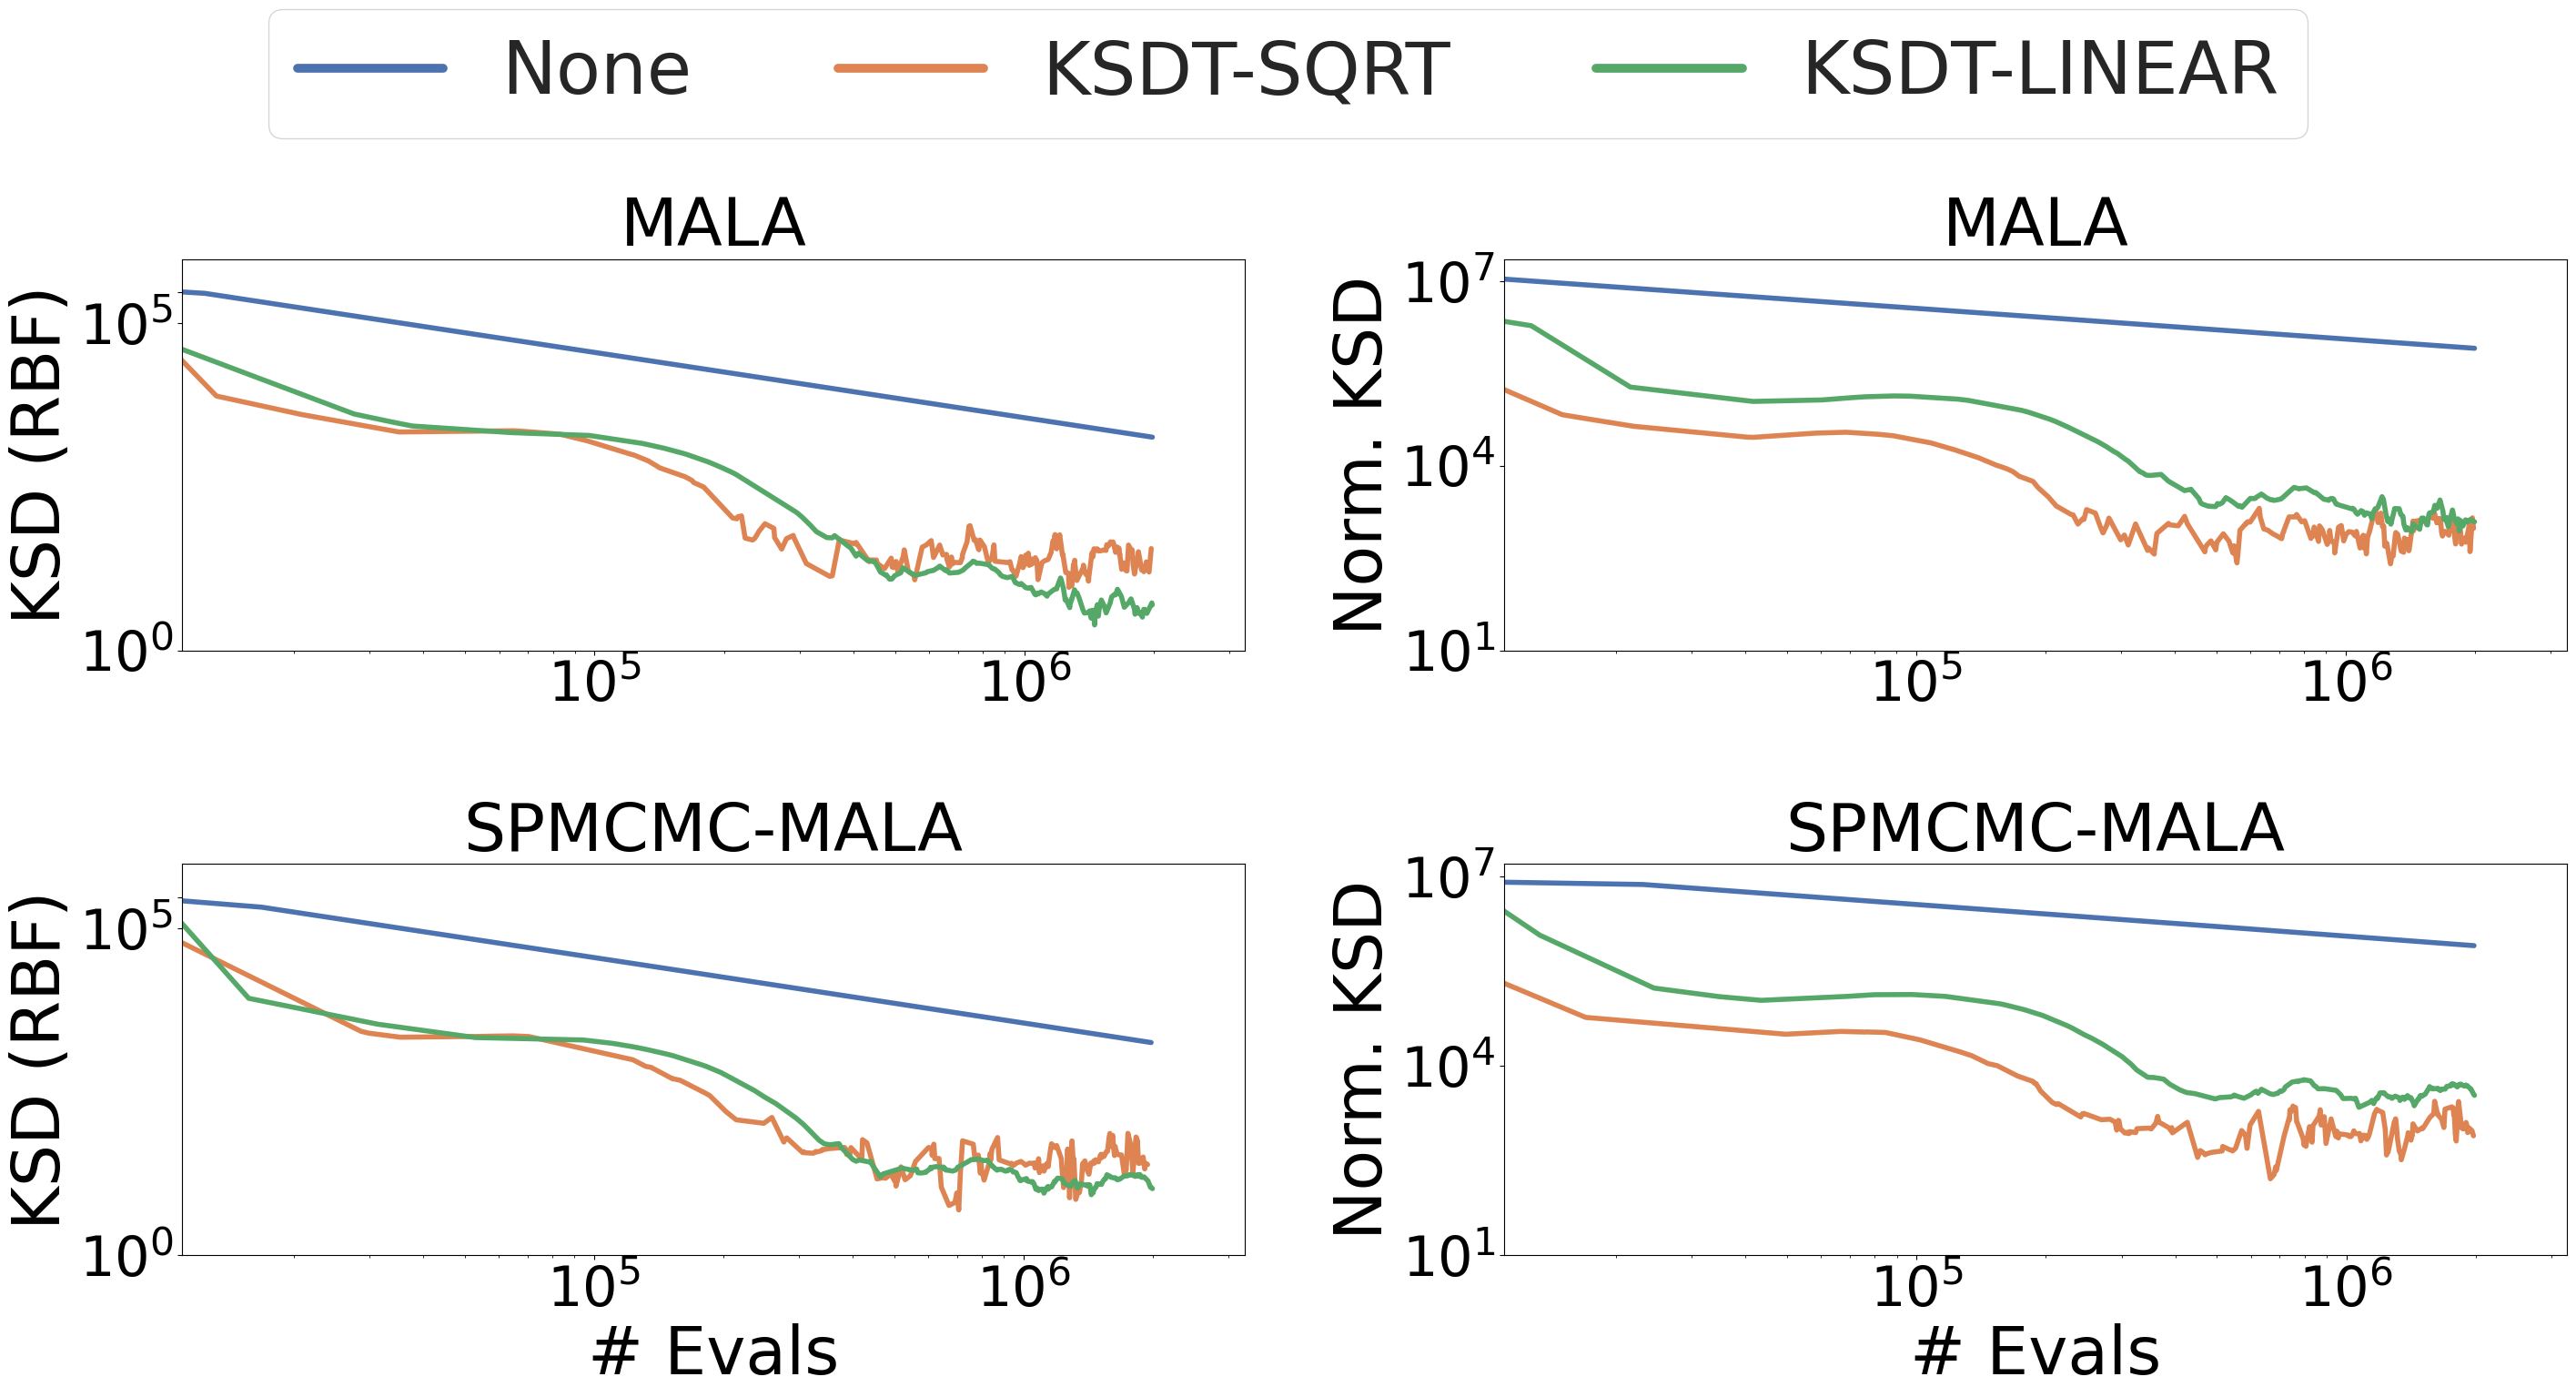 None KSDT-SQRT KSDT-LINEAR
MALA
KSD (RBF)
10^5
10^0
10^5 10^6
MALA
Norm. KSD
10^7
10^4
10^1
10^5 10^6
SPMCMC-MALA
KSD (RBF)
10^5
10^0
10^5 10^6
# Evals
SPMCMC-MALA
Norm. KSD
10^7
10^4
10^1
10^5 10^6
# Evals